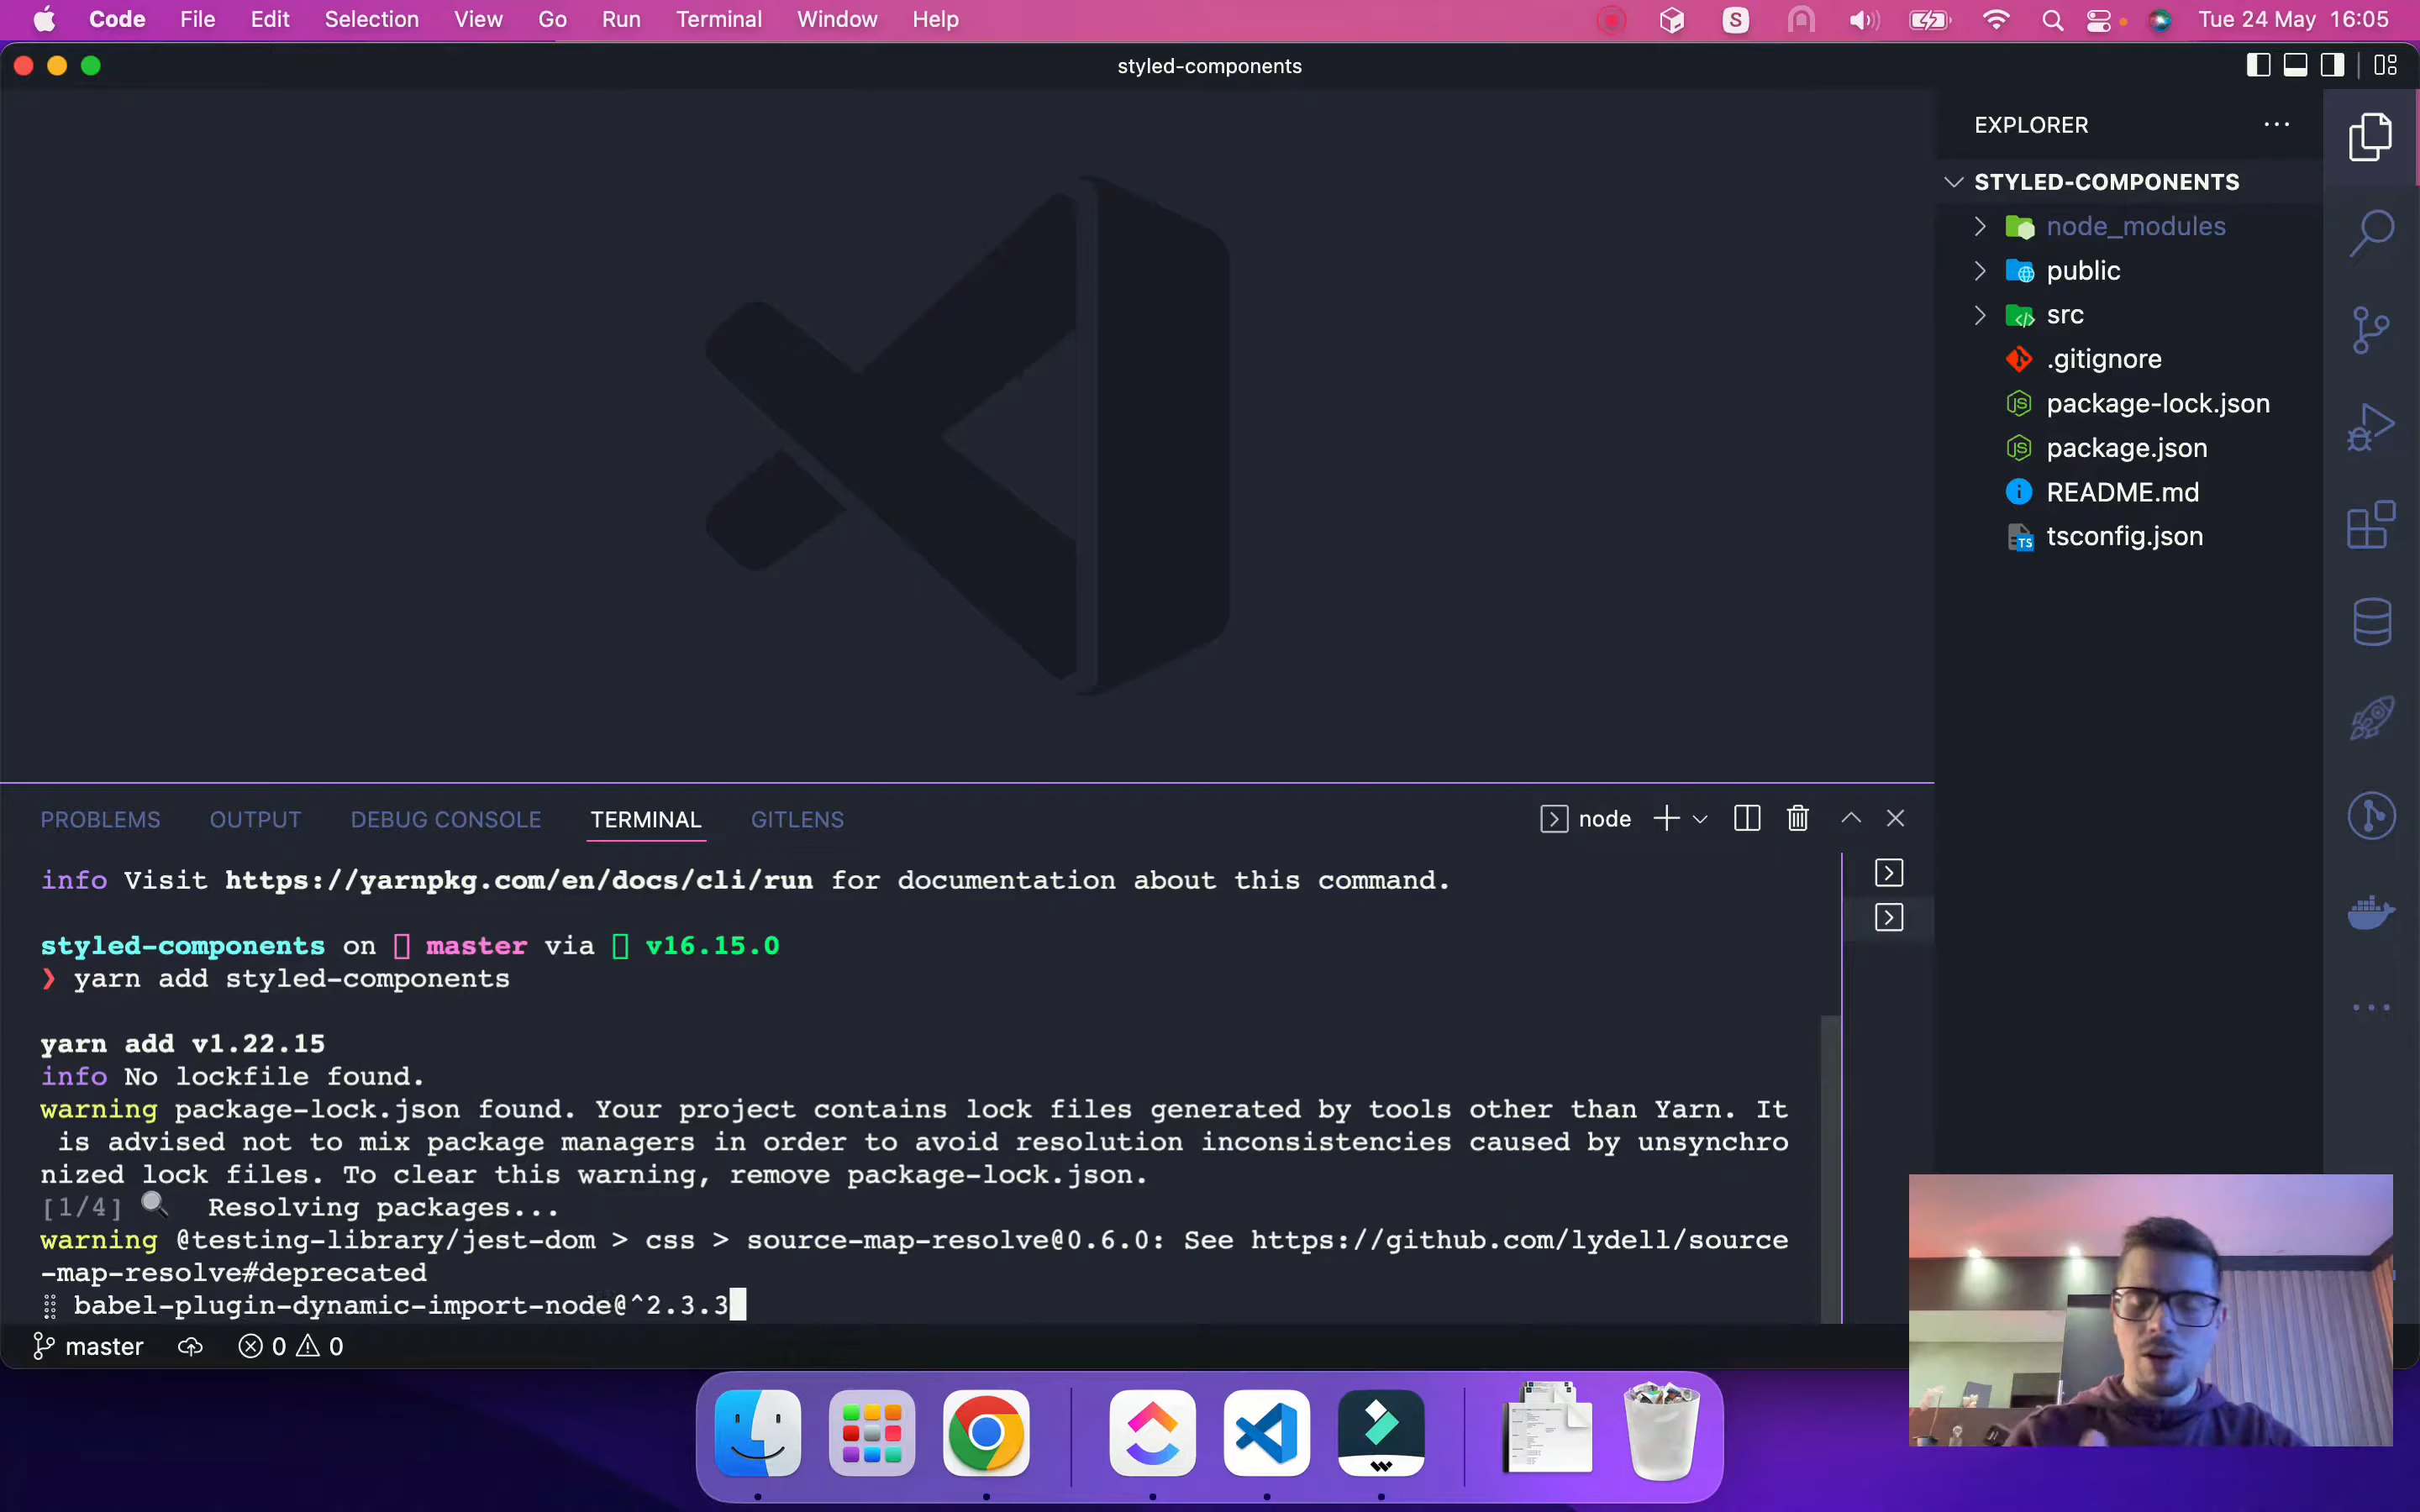 Code File Edit Selection View Go Run Terminal Window Help
S
Tue 24 May 16:05
styled-components
EXPLORER
STYLED-COMPONENTS
node_modules
public
src
.gitignore
package-lock.json
package.json
README.md
tsconfig.json
PROBLEMS OUTPUT DEBUG CONSOLE TERMINAL GITLENS
node
info Visit https://yarnpkg.com/en/docs/cli/run for documentation about this command.
styled-components on master via v16.15.0
❯ yarn add styled-components
yarn add v1.22.15
info No lockfile found.
warning package-lock.json found. Your project contains lock files generated by tools other than Yarn. It
is advised not to mix package managers in order to avoid resolution inconsistencies caused by unsynchro
nized lock files. To clear this warning, remove package-lock.json.
[1/4] 🔍 Resolving packages...
warning @testing-library/jest-dom > css > source-map-resolve@0.6.0: See https://github.com/lydell/source
-map-resolve#deprecated
⣾ babel-plugin-dynamic-import-node@^2.3.3
master 0 0